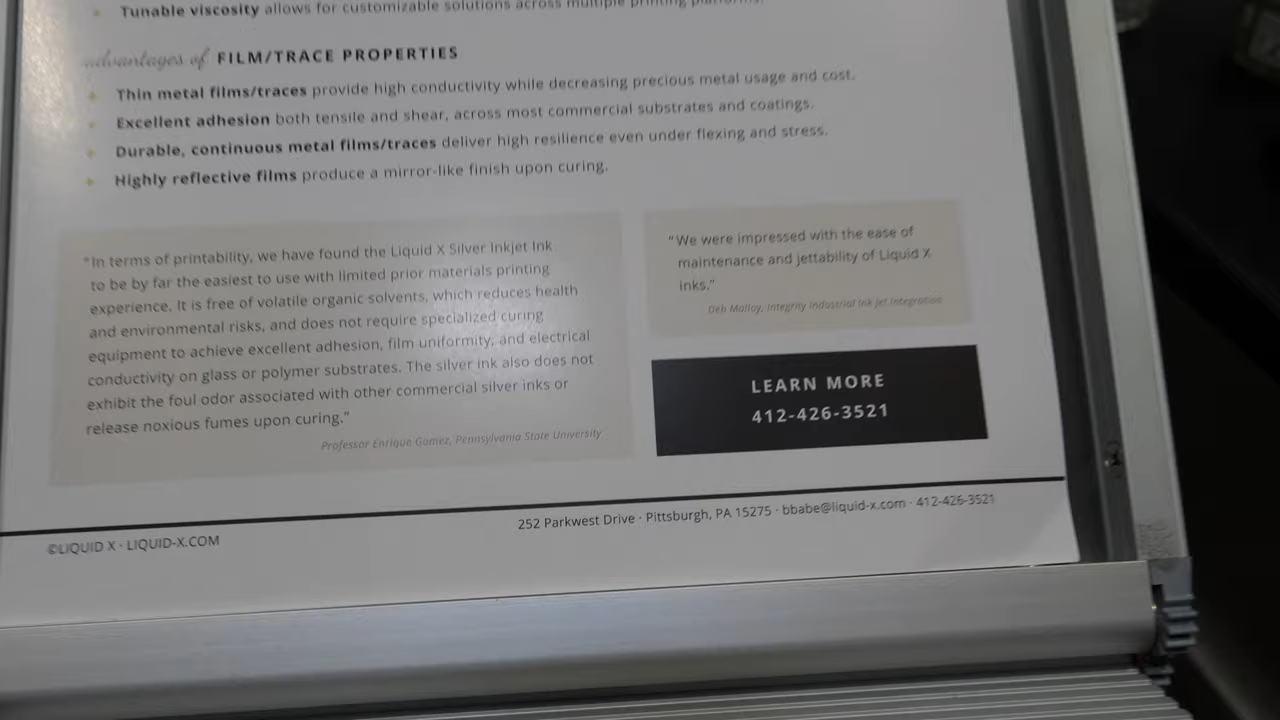 Tunable viscosity allows for customizable solutions across multiple printing platforms.
advantages of FILM/TRACE PROPERTIES
Thin metal films/traces provide high conductivity while decreasing precious metal usage and cost.
Excellent adhesion both tensile and shear, across most commercial substrates and coatings.
Durable, continuous metal films/traces deliver high resilience even under flexing and stress.
Highly reflective films produce a mirror-like finish upon curing.
"In terms of printability, we have found the Liquid X Silver Inkjet Ink
to be by far the easiest to use with limited prior materials printing
experience. It is free of volatile organic solvents, which reduces health
and environmental risks, and does not require specialized curing
equipment to achieve excellent adhesion, film uniformity, and electrical
conductivity on glass or polymer substrates. The silver ink also does not
exhibit the foul odor associated with other commercial silver inks or
release noxious fumes upon curing."
Professor Enrique Gomez, Pennsylvania State University
"We were impressed with the ease of
maintenance and jettability of Liquid X
inks."
Deb Malloy, Integrity Industrial Ink Jet Integration
LEARN MORE
412-426-3521
252 Parkwest Drive · Pittsburgh, PA 15275 · bbabe@liquid-x.com · 412-426-3521
©LIQUID X · LIQUID-X.COM